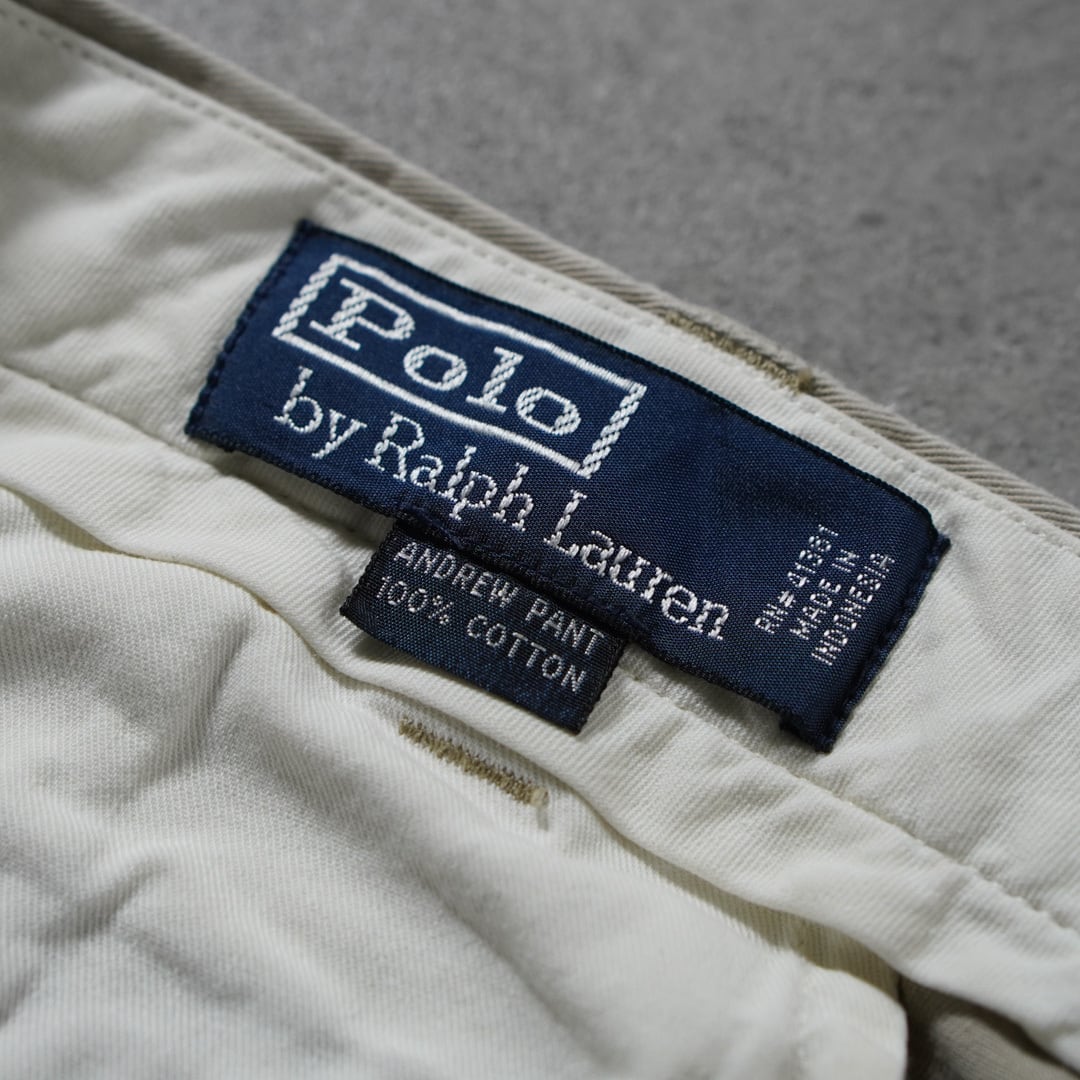 Polo
by Ralph Lauren
RN#41381
MADE IN
INDONESIA
ANDREW PANT
100% COTTON